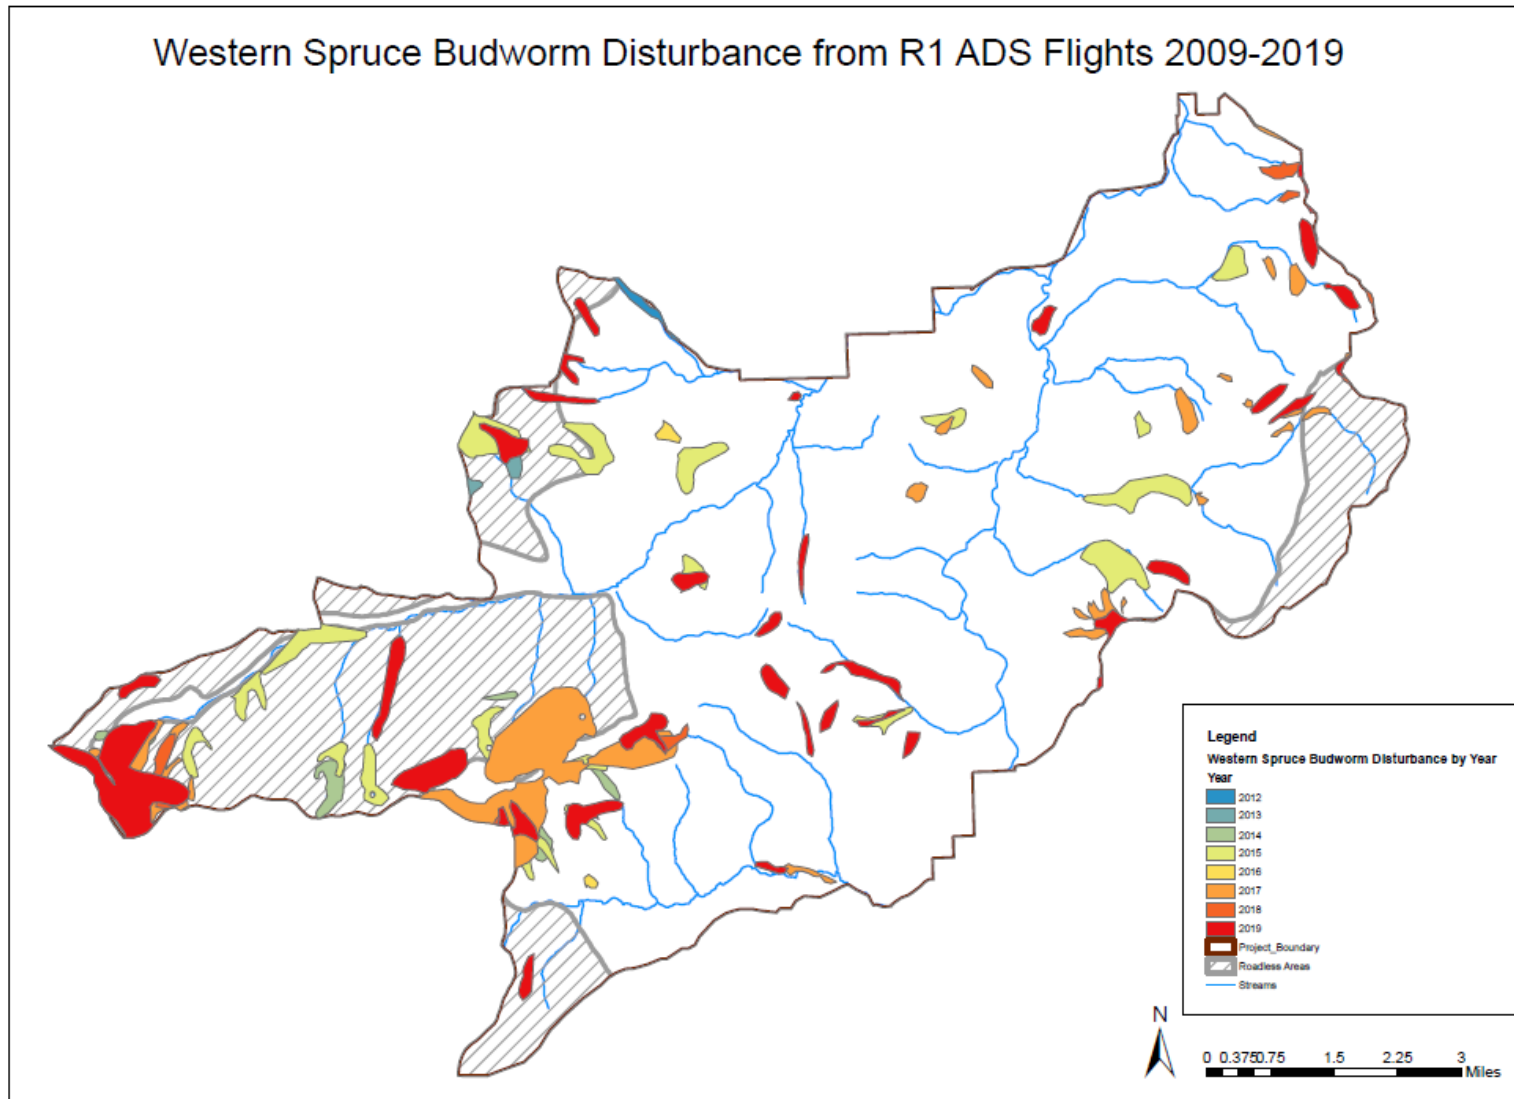 Western Spruce Budworm Disturbance from R1 ADS Flights 2009-2019
Legend
Western Spruce Budworm Disturbance by Year
Year
2012
2013
2014
2015
2016
2017
2018
2019
Project_Boundary
Roadless Areas
Streams
N
0 0.375 0.75 1.5 2.25 3
Miles